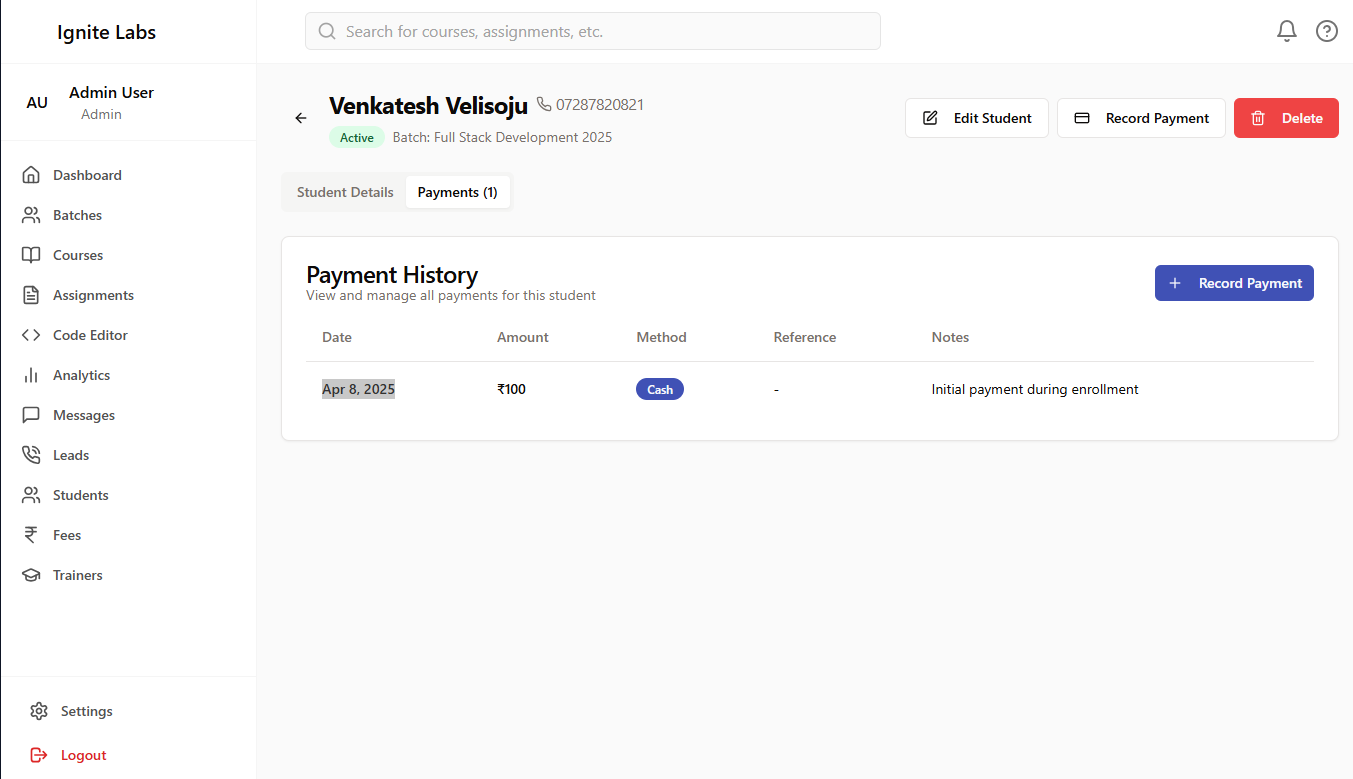 Ignite Labs
Search for courses, assignments, etc.
AU
Admin User
Admin
Dashboard
Batches
Courses
Assignments
Code Editor
Analytics
Messages
Leads
Students
Fees
Trainers
Settings
Logout
Venkatesh Velisoju 07287820821
Active Batch: Full Stack Development 2025
Edit Student Record Payment Delete
Student Details Payments (1)
Payment History
View and manage all payments for this student
Record Payment
Date Amount Method Reference Notes
Apr 8, 2025 ₹100 Cash - Initial payment during enrollment